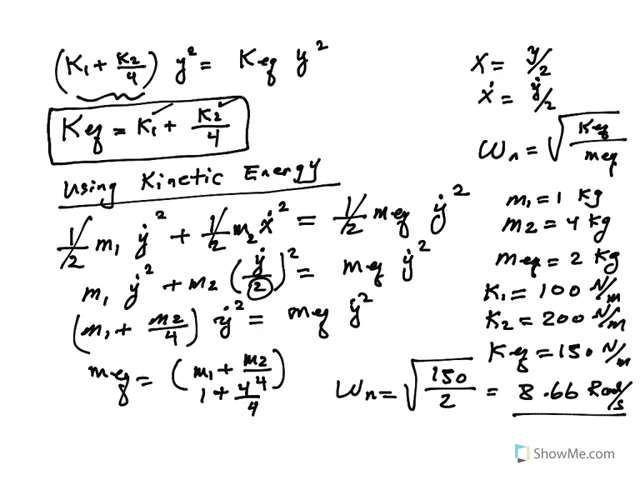 (K₁ + K₂/4) y² = Keq y²
Keq = K₁ + K₂/4
Using Kinetic Energy
1/2 m₁ ẏ² + 1/2 m₂ ẋ² = 1/2 meq ẏ²
m₁ ẏ² + m₂ (ẏ/2)² = meq ẏ²
(m₁ + m₂/4) ẏ² = meq ẏ²
meq = (m₁ + m₂/4)
1 + 4/4
x = y/2
ẋ = ẏ/2
ωn = √(Keq/meq)
m₁ = 1 Kg
m₂ = 4 Kg
meq = 2 Kg
K₁ = 100 N/m
K₂ = 200 N/m
Keq = 150 N/m
ωn = √(150/2) = 8.66 Rad/s
ShowMe.com